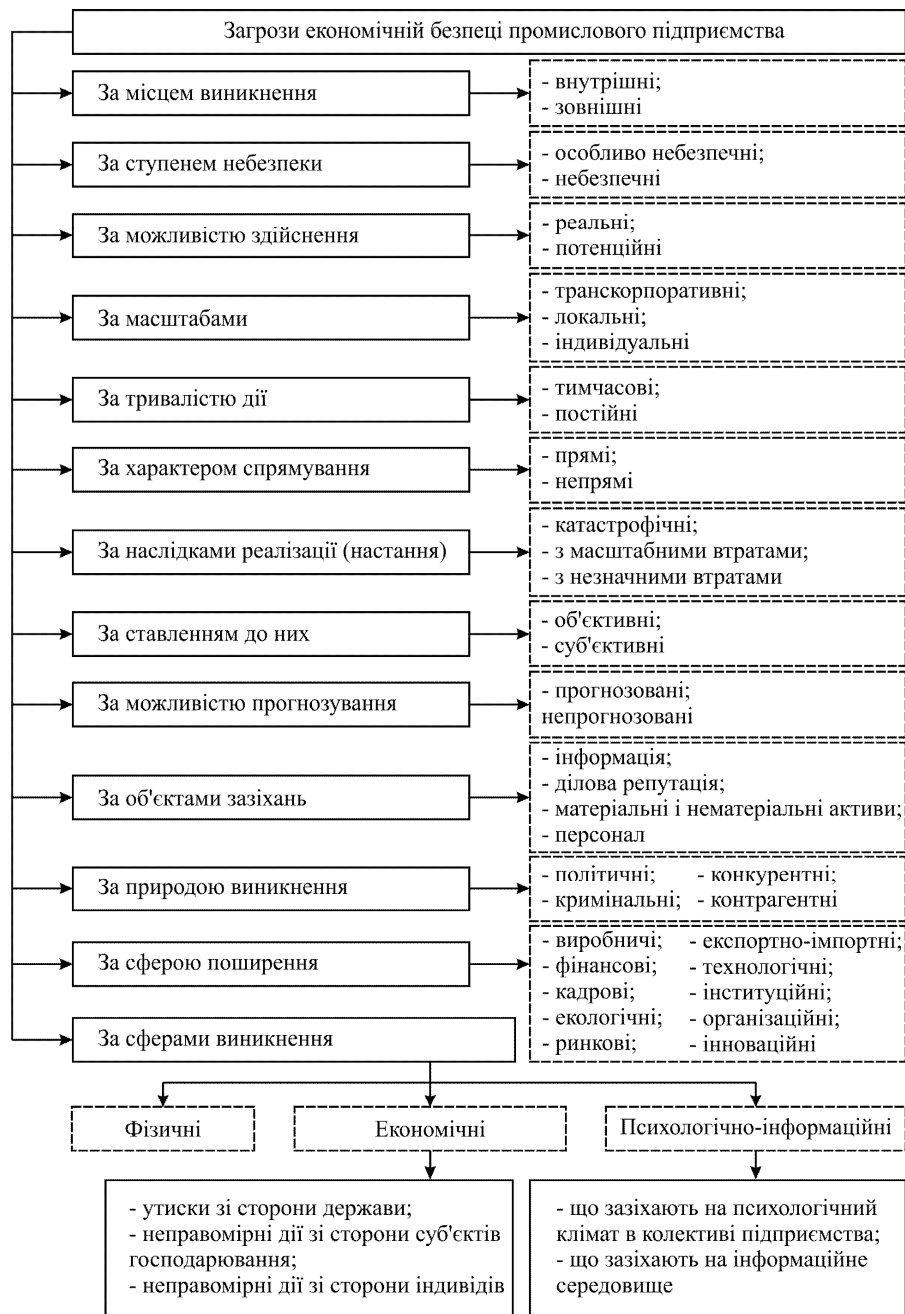 Загрози економічній безпеці промислового підприємства
За місцем виникнення
- внутрішні;
- зовнішні
За ступенем небезпеки
- особливо небезпечні;
- небезпечні
За можливістю здійснення
- реальні;
- потенційні
За масштабами
- транскорпоративні;
- локальні;
- індивідуальні
За тривалістю дії
- тимчасові;
- постійні
За характером спрямування
- прямі;
- непрямі
За наслідками реалізації (настання)
- катастрофічні;
- з масштабними втратами;
- з незначними втратами
За ставленням до них
- об'єктивні;
- суб'єктивні
За можливістю прогнозування
- прогнозовані;
непрогнозовані
За об'єктами зазіхань
- інформація;
- ділова репутація;
- матеріальні і нематеріальні активи;
- персонал
За природою виникнення
- політичні; - конкурентні;
- кримінальні; - контрагентні
За сферою поширення
- виробничі; - експортно-імпортні;
- фінансові; - технологічні;
- кадрові; - інституційні;
- екологічні; - організаційні;
- ринкові; - інноваційні
За сферами виникнення
Фізичні
Економічні
Психологічно-інформаційні
- утиски зі сторони держави;
- неправомірні дії зі сторони суб'єктів
господарювання;
- неправомірні дії зі сторони індивідів
- що зазіхають на психологічний
клімат в колективі підприємства;
- що зазіхають на інформаційне
середовище